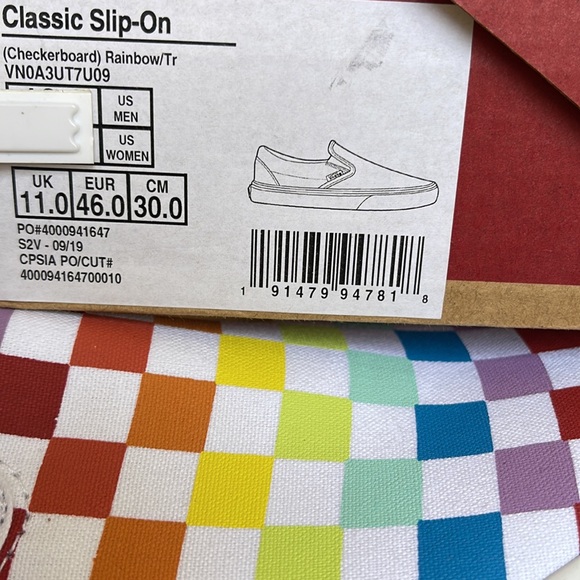 Classic Slip-On
(Checkerboard) Rainbow/Tr
VN0A3UT7U09
US
MEN
US
WOMEN
UK EUR CM
11.0 46.0 30.0
PO#4000941647
S2V - 09/19
CPSIA PO/CUT#
400094164700010
1 91479 94781 8